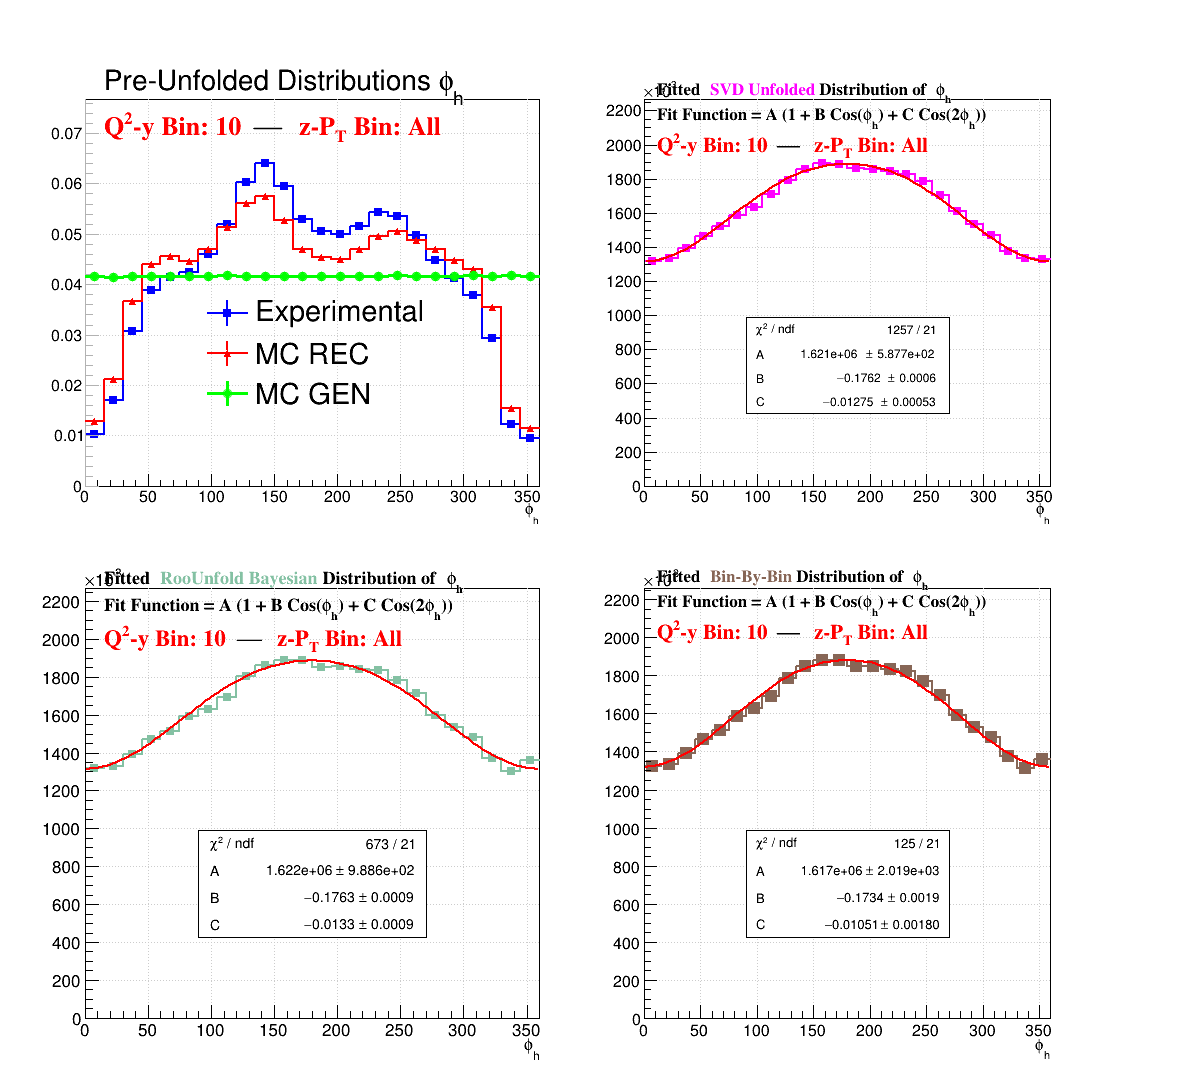 Pre-Unfolded Distributions ϕh
Q²-y Bin: 10 — z-PT Bin: All
0.07
0.06
0.05
0.04
0.03
0.02
0.01
0
Experimental
MC REC
MC GEN
0 50 100 150 200 250 300 350
ϕh
Fitted SVD Unfolded Distribution of ϕh
Fit Function = A (1 + B Cos(ϕh) + C Cos(2ϕh))
Q²-y Bin: 10 — z-PT Bin: All
2200
2000
1800
1600
1400
1200
1000
800
600
400
200
0
χ² / ndf 1257 / 21
A 1.621e+06 ± 5.877e+02
B −0.1762 ± 0.0006
C −0.01275 ± 0.00053
0 50 100 150 200 250 300 350
ϕh
Fitted RooUnfold Bayesian Distribution of ϕh
Fit Function = A (1 + B Cos(ϕh) + C Cos(2ϕh))
Q²-y Bin: 10 — z-PT Bin: All
2200
2000
1800
1600
1400
1200
1000
800
600
400
200
0
χ² / ndf 673 / 21
A 1.622e+06 ± 9.886e+02
B −0.1763 ± 0.0009
C −0.0133 ± 0.0009
0 50 100 150 200 250 300 350
ϕh
Fitted Bin-By-Bin Distribution of ϕh
Fit Function = A (1 + B Cos(ϕh) + C Cos(2ϕh))
Q²-y Bin: 10 — z-PT Bin: All
2200
2000
1800
1600
1400
1200
1000
800
600
400
200
0
χ² / ndf 125 / 21
A 1.617e+06 ± 2.019e+03
B −0.1734 ± 0.0019
C −0.01051 ± 0.00180
0 50 100 150 200 250 300 350
ϕh